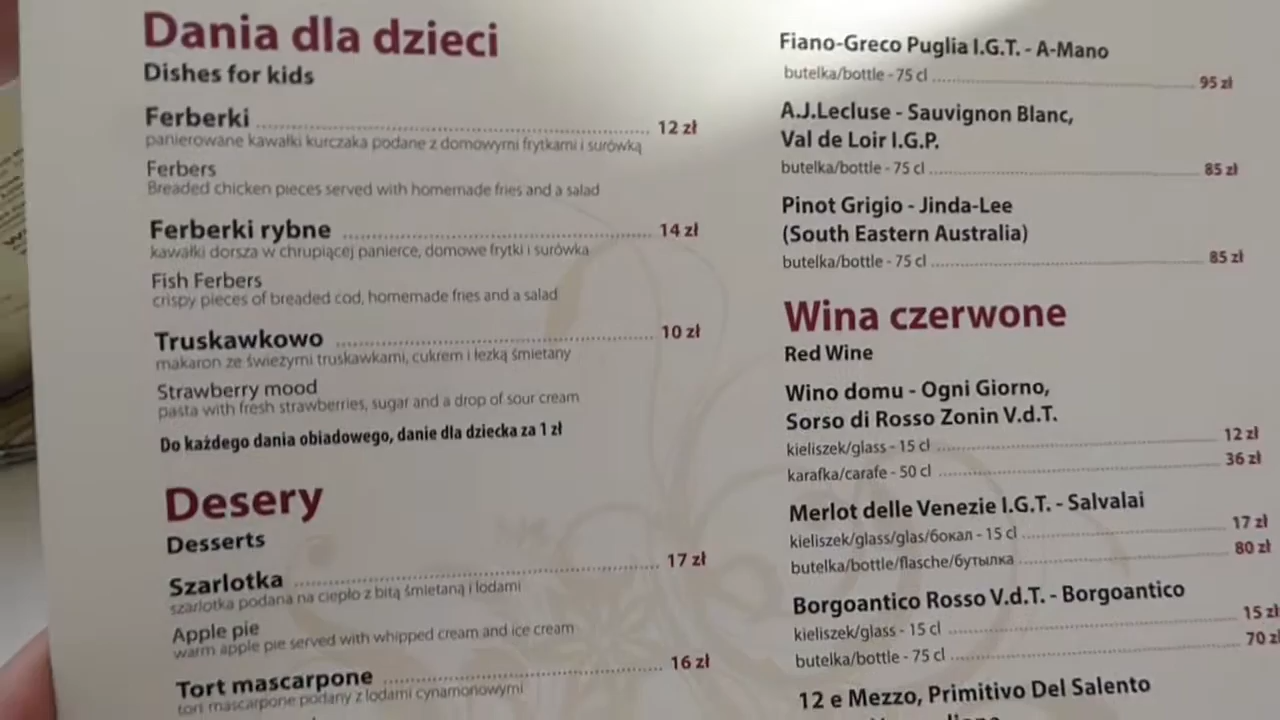 Dania dla dzieci
Dishes for kids
Ferberki 12 zł
panierowane kawałki kurczaka podane z domowymi frytkami i surówką
Ferbers
Breaded chicken pieces served with homemade fries and a salad
Ferberki rybne 14 zł
kawałki dorsza w chrupiącej panierce, domowe frytki i surówka
Fish Ferbers
crispy pieces of breaded cod, homemade fries and a salad
Truskawkowo 10 zł
makaron ze świeżymi truskawkami, cukrem i łezką śmietany
Strawberry mood
pasta with fresh strawberries, sugar and a drop of sour cream
Do każdego dania obiadowego, danie dla dziecka za 1 zł
Desery
Desserts
Szarlotka 17 zł
szarlotka podana na ciepło z bitą śmietaną i lodami
Apple pie
warm apple pie served with whipped cream and ice cream
Tort mascarpone 16 zł
tort mascarpone podany z lodami cynamonowymi
Fiano-Greco Puglia I.G.T. - A-Mano
butelka/bottle - 75 cl 95 zł
A.J.Lecluse - Sauvignon Blanc,
Val de Loir I.G.P.
butelka/bottle - 75 cl 85 zł
Pinot Grigio - Jinda-Lee
(South Eastern Australia)
butelka/bottle - 75 cl 85 zł
Wina czerwone
Red Wine
Wino domu - Ogni Giorno,
Sorso di Rosso Zonin V.d.T.
kieliszek/glass - 15 cl 12 zł
karafka/carafe - 50 cl 36 zł
Merlot delle Venezie I.G.T. - Salvalai
kieliszek/glass/glas/бокал - 15 cl 17 zł
butelka/bottle/flasche/бутылка 80 zł
Borgoantico Rosso V.d.T. - Borgoantico
kieliszek/glass - 15 cl 15 zł
butelka/bottle - 75 cl 70 zł
12 e Mezzo, Primitivo Del Salento